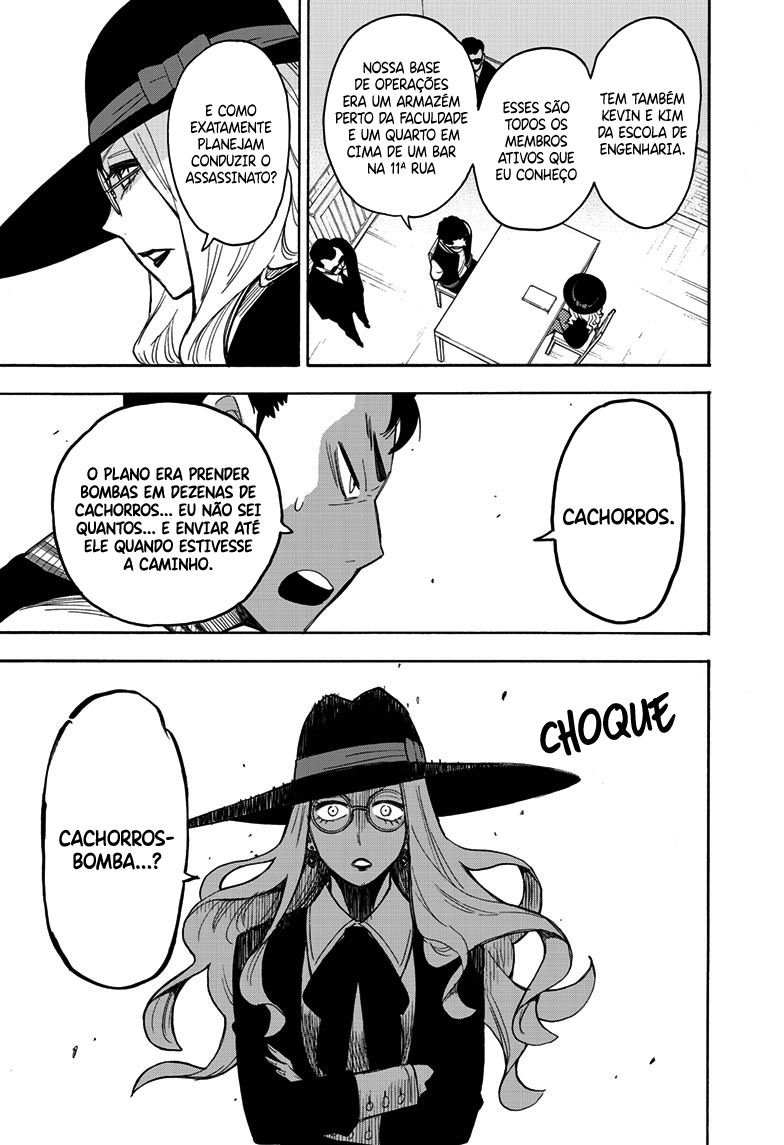 TEM TAMBÉM
KEVIN E KIM
DA ESCOLA DE
ENGENHARIA.
ESSES SÃO
TODOS OS
MEMBROS
ATIVOS QUE
EU CONHEÇO
NOSSA BASE
DE OPERAÇÕES
ERA UM ARMAZÉM
PERTO DA FACULDADE
E UM QUARTO EM
CIMA DE UM BAR
NA 11ª RUA
E COMO
EXATAMENTE
PLANEJAM
CONDUZIR O
ASSASSINATO?
CACHORROS.
O PLANO ERA PRENDER
BOMBAS EM DEZENAS DE
CACHORROS... EU NÃO SEI
QUANTOS... E ENVIAR ATÉ
ELE QUANDO ESTIVESSE
A CAMINHO.
CHOQUE
CACHORROS-
BOMBA...?